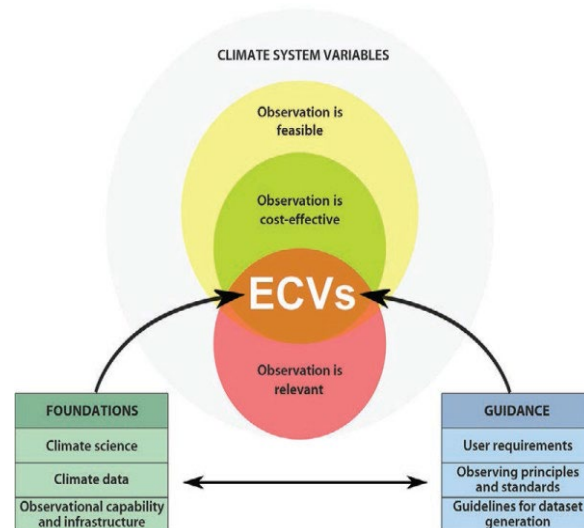 CLIMATE SYSTEM VARIABLES
Observation is
feasible
Observation is
cost-effective
ECVs
Observation is
relevant
FOUNDATIONS
Climate science
Climate data
Observational capability
and infrastructure
GUIDANCE
User requirements
Observing principles
and standards
Guidelines for dataset
generation